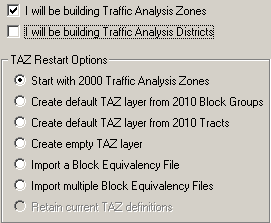 I will be building Traffic Analysis Zones
I will be building Traffic Analysis Districts
TAZ Restart Options
Start with 2000 Traffic Analysis Zones
Create default TAZ layer from 2010 Block Groups
Create default TAZ layer from 2010 Tracts
Create empty TAZ layer
Import a Block Equivalency File
Import multiple Block Equivalency Files
Retain current TAZ definitions